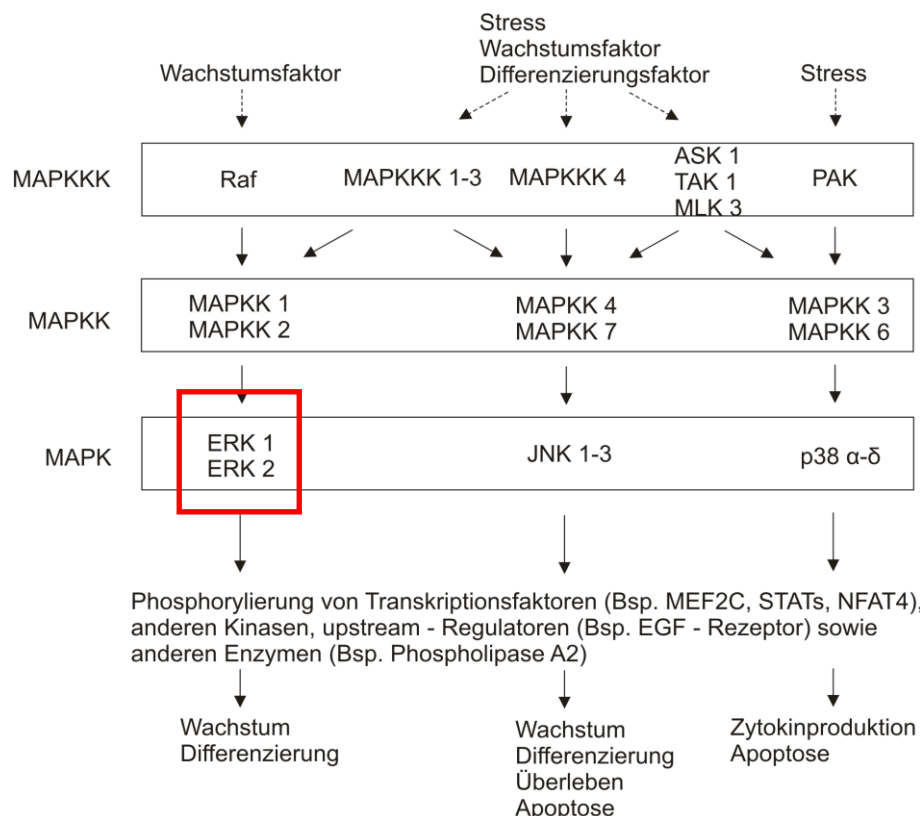 Stress
Wachstumsfaktor
Differenzierungsfaktor
Wachstumsfaktor
Stress
MAPKKK
Raf
MAPKKK 1-3
MAPKKK 4
ASK 1
TAK 1
MLK 3
PAK
MAPKK
MAPKK 1
MAPKK 2
MAPKK 4
MAPKK 7
MAPKK 3
MAPKK 6
MAPK
ERK 1
ERK 2
JNK 1-3
p38 α-δ
Phosphorylierung von Transkriptionsfaktoren (Bsp. MEF2C, STATs, NFAT4),
anderen Kinasen, upstream - Regulatoren (Bsp. EGF - Rezeptor) sowie
anderen Enzymen (Bsp. Phospholipase A2)
Wachstum
Differenzierung
Wachstum
Differenzierung
Überleben
Apoptose
Zytokinproduktion
Apoptose